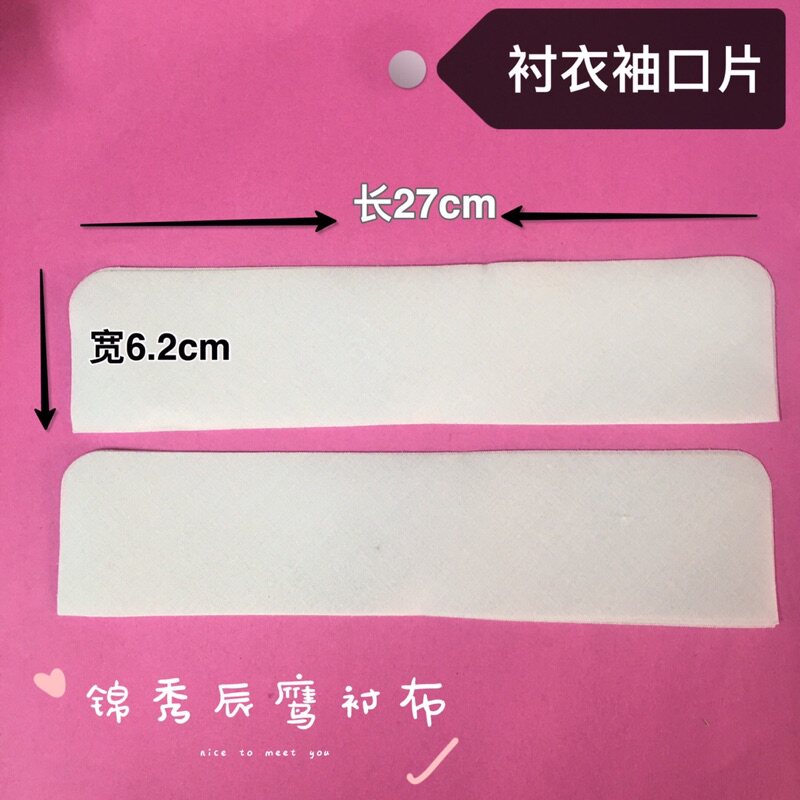 衬衣袖口片
长27cm
宽6.2cm
锦秀辰鹰衬布
nice to meet you